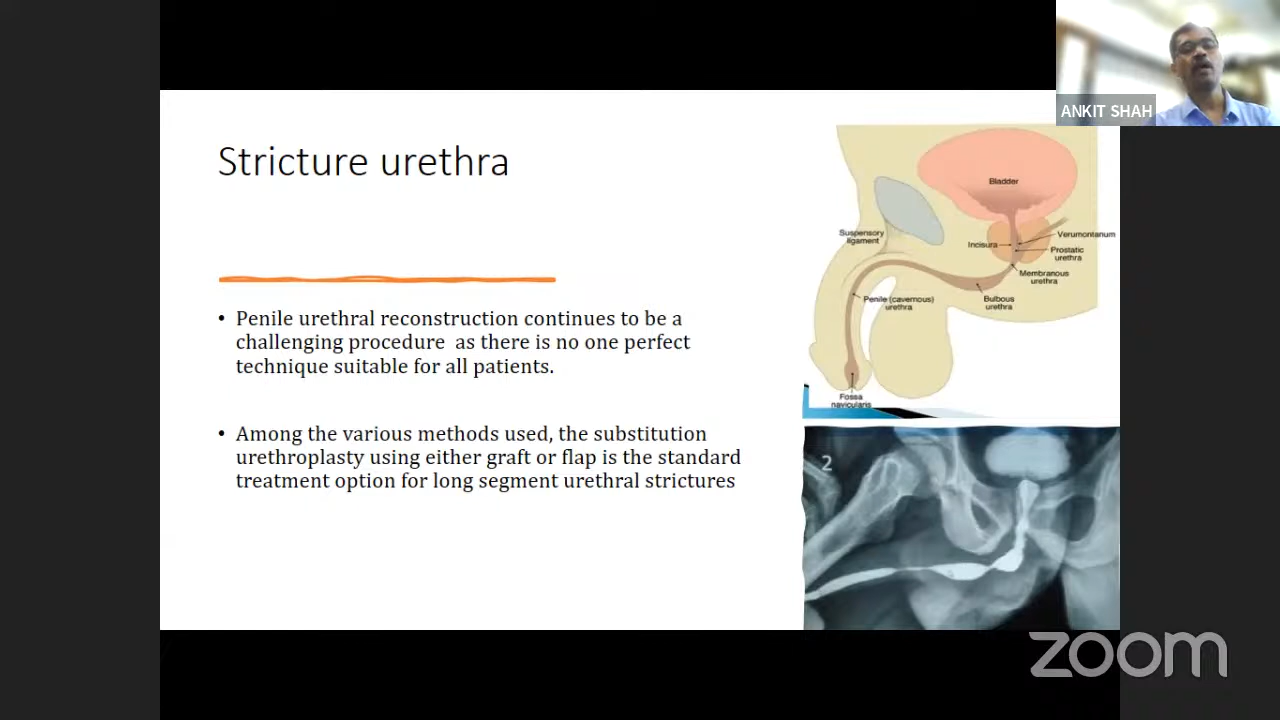 ANKIT SHAH
Stricture urethra
• Penile urethral reconstruction continues to be a
challenging procedure as there is no one perfect
technique suitable for all patients.
• Among the various methods used, the substitution
urethroplasty using either graft or flap is the standard
treatment option for long segment urethral strictures
Bladder
Suspensory
ligament
Incisura
Verumontanum
Prostatic
urethra
Membranous
urethra
Penile (cavernous)
urethra
Bulbous
urethra
Fossa
navicularis
2
zoom